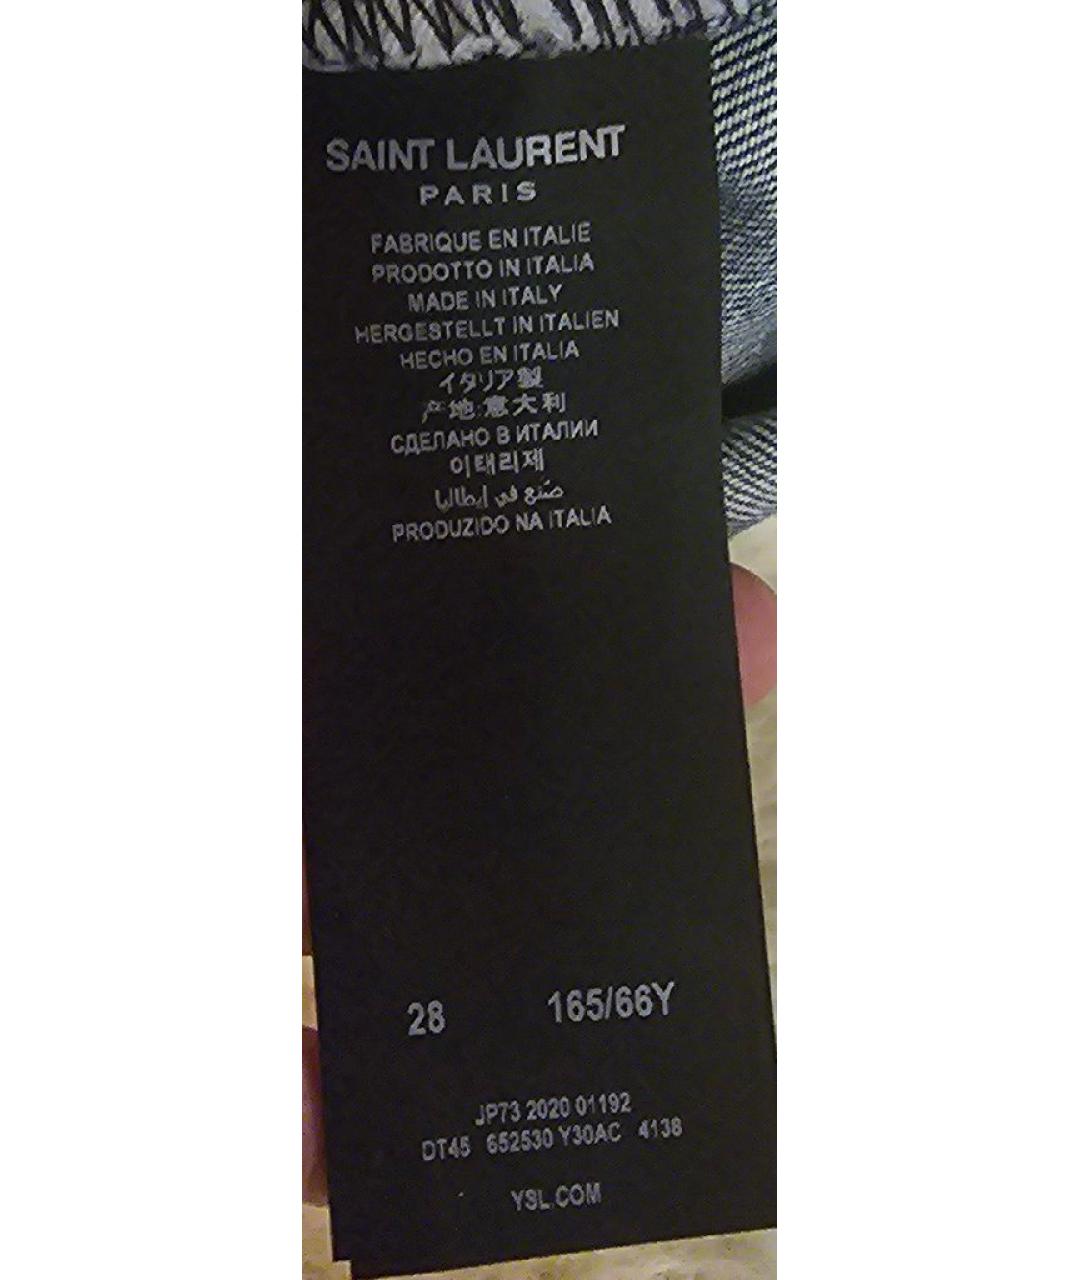 SAINT LAURENT
PARIS
FABRIQUE EN ITALIE
PRODOTTO IN ITALIA
MADE IN ITALY
HERGESTELLT IN ITALIEN
HECHO EN ITALIA
イタリア製
产地:意大利
СДЕЛАНО В ИТАЛИИ
이태리제
صُنع في إيطاليا
PRODUZIDO NA ITALIA
28 165/66Y
JP73 2020 01192
DT45 652530 Y30AC 4138
YSL.COM